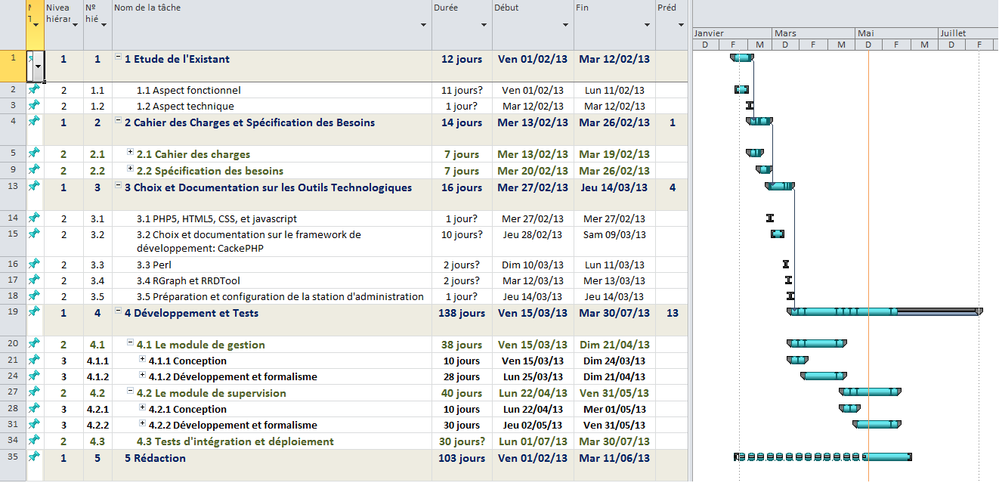 N Nivea Nº Nom de la tâche Durée Début Fin Préd
T hiérar hié
Janvier Mars Mai Juillet
D F M D F M D F M D F
1 1 1 1 Etude de l'Existant 12 jours Ven 01/02/13 Mar 12/02/13
2 2 1.1 1.1 Aspect fonctionnel 11 jours? Ven 01/02/13 Lun 11/02/13
3 2 1.2 1.2 Aspect technique 1 jour? Mar 12/02/13 Mar 12/02/13
4 1 2 2 Cahier des Charges et Spécification des Besoins 14 jours Mer 13/02/13 Mar 26/02/13 1
5 2 2.1 2.1 Cahier des charges 7 jours Mer 13/02/13 Mar 19/02/13
9 2 2.2 2.2 Spécification des besoins 7 jours Mer 20/02/13 Mar 26/02/13
13 1 3 3 Choix et Documentation sur les Outils Technologiques 16 jours Mer 27/02/13 Jeu 14/03/13 4
14 2 3.1 3.1 PHP5, HTML5, CSS, et javascript 1 jour? Mer 27/02/13 Mer 27/02/13
15 2 3.2 3.2 Choix et documentation sur le framework de 10 jours? Jeu 28/02/13 Sam 09/03/13
développement: CackePHP
16 2 3.3 3.3 Perl 2 jours? Dim 10/03/13 Lun 11/03/13
17 2 3.4 3.4 RGraph et RRDTool 2 jours? Mar 12/03/13 Mer 13/03/13
18 2 3.5 3.5 Préparation et configuration de la station d'administration 1 jour? Jeu 14/03/13 Jeu 14/03/13
19 1 4 4 Développement et Tests 138 jours Ven 15/03/13 Mar 30/07/13 13
20 2 4.1 4.1 Le module de gestion 38 jours Ven 15/03/13 Dim 21/04/13
21 3 4.1.1 4.1.1 Conception 10 jours Ven 15/03/13 Dim 24/03/13
24 3 4.1.2 4.1.2 Développement et formalisme 28 jours Lun 25/03/13 Dim 21/04/13
27 2 4.2 4.2 Le module de supervision 40 jours Lun 22/04/13 Ven 31/05/13
28 3 4.2.1 4.2.1 Conception 10 jours Lun 22/04/13 Mer 01/05/13
31 3 4.2.2 4.2.2 Développement et formalisme 30 jours Jeu 02/05/13 Ven 31/05/13
34 2 4.3 4.3 Tests d'intégration et déploiement 30 jours? Lun 01/07/13 Mar 30/07/13
35 1 5 5 Rédaction 103 jours Ven 01/02/13 Mar 11/06/13